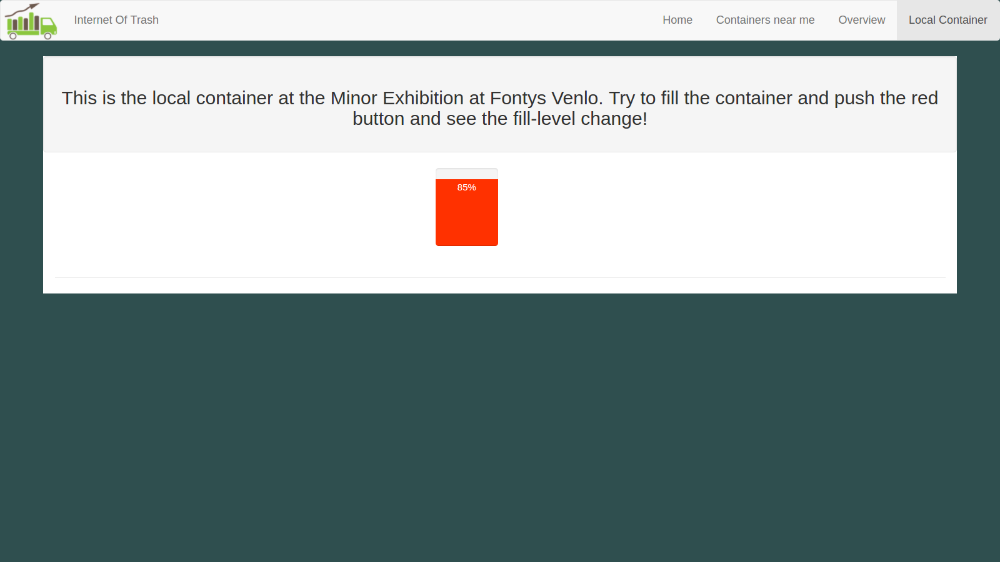 Internet Of Trash
Home
Containers near me
Overview
Local Container
This is the local container at the Minor Exhibition at Fontys Venlo. Try to fill the container and push the red
button and see the fill-level change!
85%